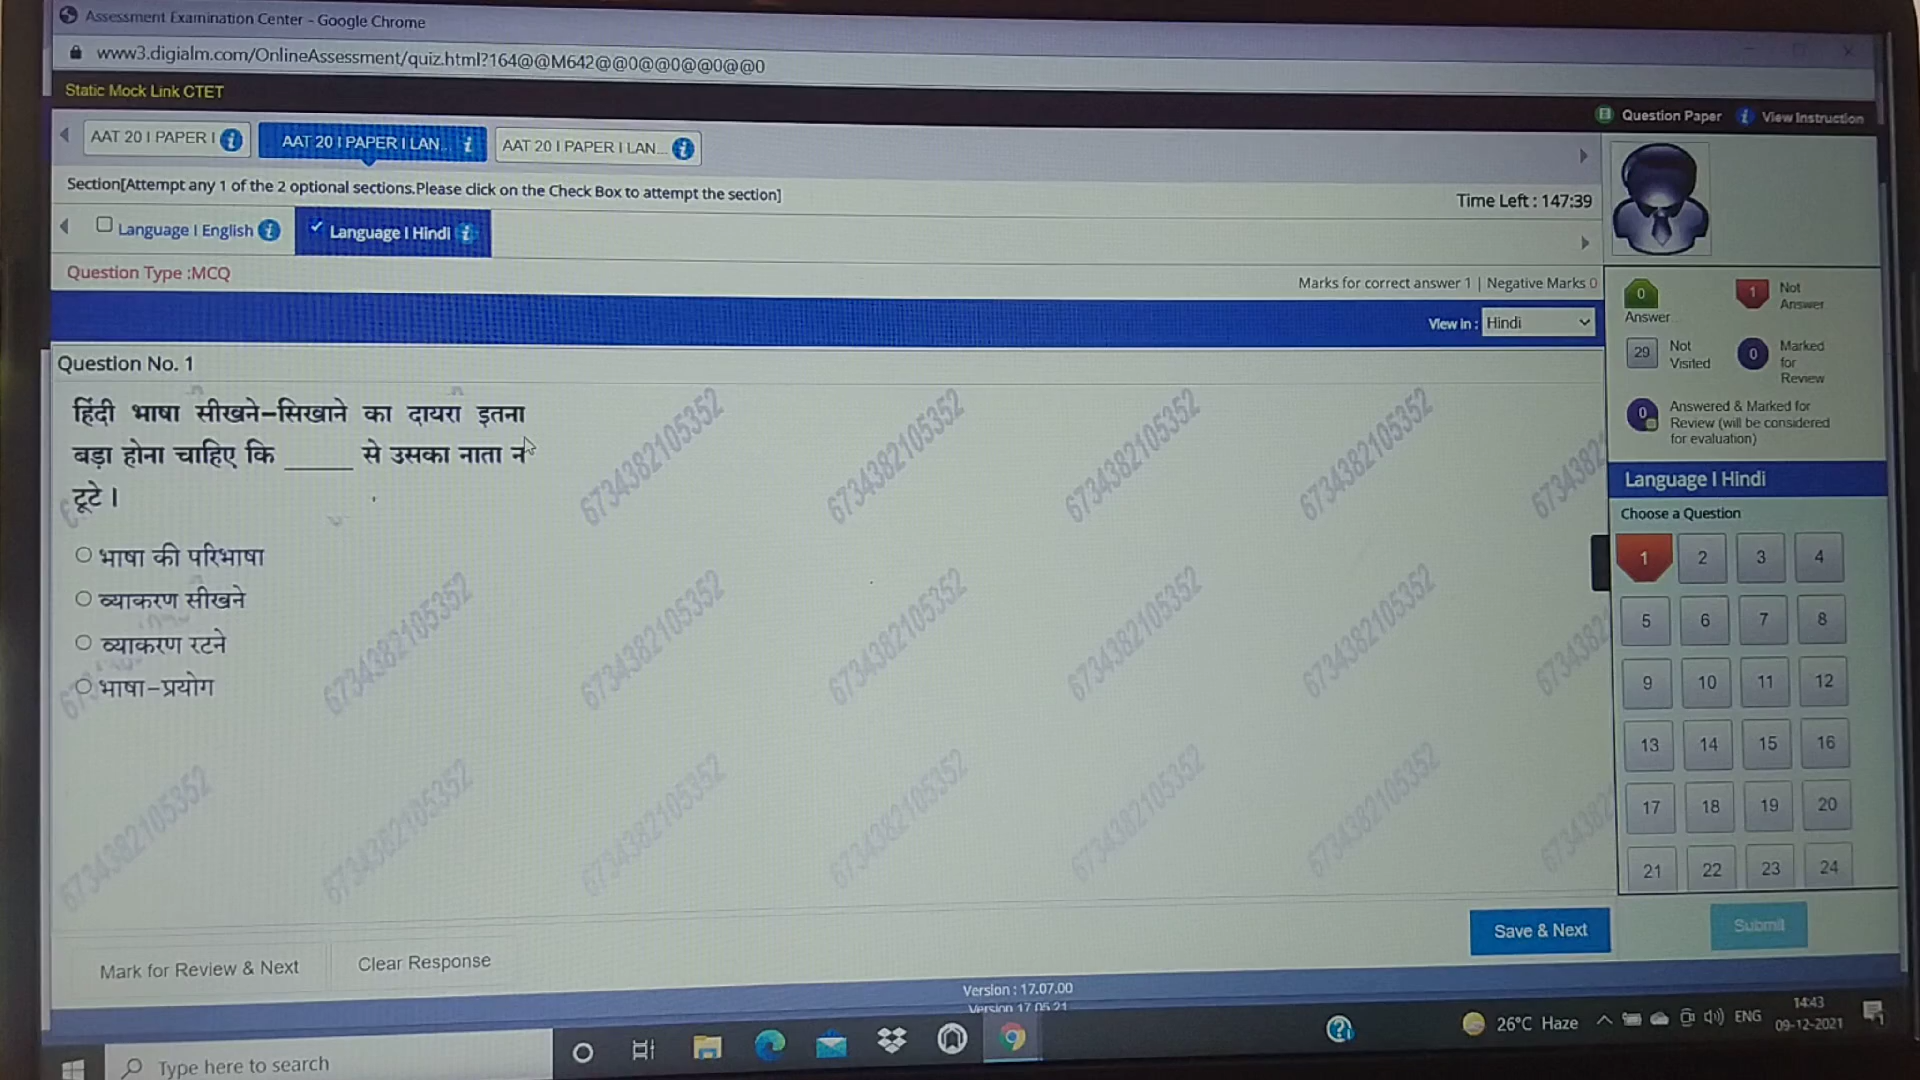 Assessment Examination Center - Google Chrome
www3.digialm.com/OnlineAssessment/quiz.html?164@@M642@@0@@0@@0@@0
Static Mock Link CTET
Question Paper
View Instruction
AAT 20 I PAPER I
AAT 20 I PAPER I LAN...
AAT 20 I PAPER I LAN...
Section[Attempt any 1 of the 2 optional sections.Please click on the Check Box to attempt the section]
Time Left : 147:39
Language I English
Language I Hindi
Question Type :MCQ
Marks for correct answer 1 | Negative Marks 0
View in : Hindi
Question No. 1
हिंदी भाषा सीखने-सिखाने का दायरा इतना
बड़ा होना चाहिए कि _____ से उसका नाता न
टूटे ।
भाषा की परिभाषा
व्याकरण सीखने
व्याकरण रटने
भाषा-प्रयोग
6734382105352
Mark for Review & Next
Clear Response
Save & Next
0 Answer
1 Not Answer
29 Not Visited
0 Marked for Review
0 Answered & Marked for Review (will be considered for evaluation)
Language I Hindi
Choose a Question
1 2 3 4
5 6 7 8
9 10 11 12
13 14 15 16
17 18 19 20
21 22 23 24
Submit
Version : 17.07.00
Version 17.05.21
Type here to search
26°C Haze
ENG
14:43
09-12-2021